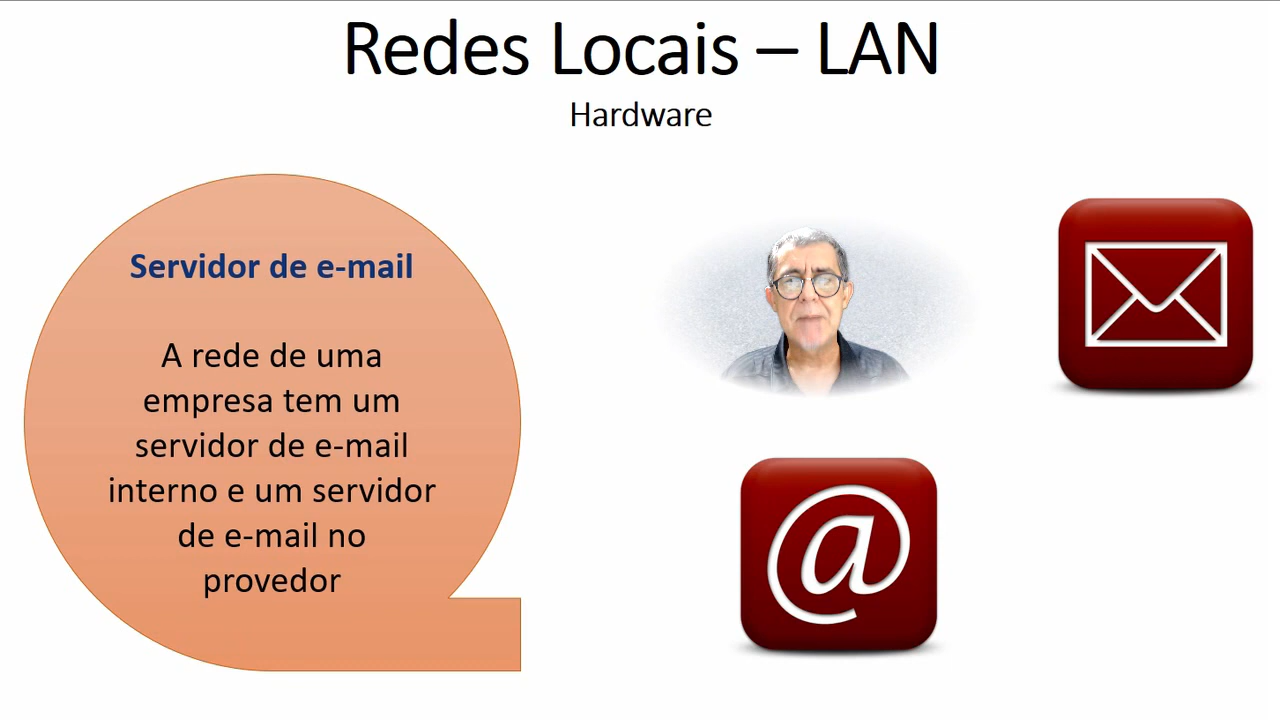 Redes Locais – LAN
Hardware
Servidor de e-mail
A rede de uma
empresa tem um
servidor de e-mail
interno e um servidor
de e-mail no
provedor
@